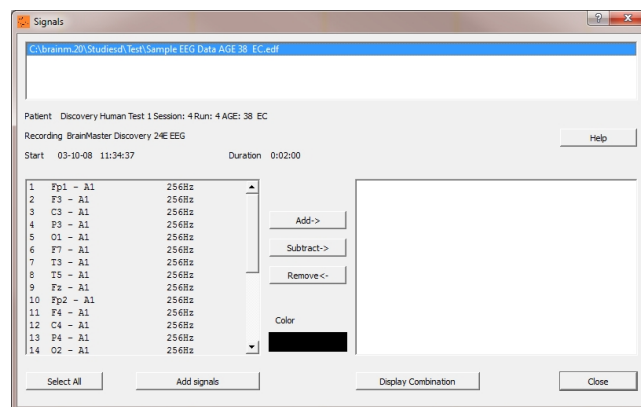 Signals
C:\brainm.20\Studiesd\Test\Sample EEG Data AGE 38 EC.edf
Patient Discovery Human Test 1 Session: 4 Run: 4 AGE: 38 EC
Recording BrainMaster Discovery 24E EEG
Help
Start 03-10-08 11:34:37 Duration 0:02:00
1 Fp1 - A1 256Hz
2 F3 - A1 256Hz
3 C3 - A1 256Hz
4 P3 - A1 256Hz
5 O1 - A1 256Hz
6 F7 - A1 256Hz
7 T3 - A1 256Hz
8 T5 - A1 256Hz
9 Fz - A1 256Hz
10 Fp2 - A1 256Hz
11 F4 - A1 256Hz
12 C4 - A1 256Hz
13 P4 - A1 256Hz
14 O2 - A1 256Hz
Add->
Subtract->
Remove<-
Color
Select All
Add signals
Display Combination
Close